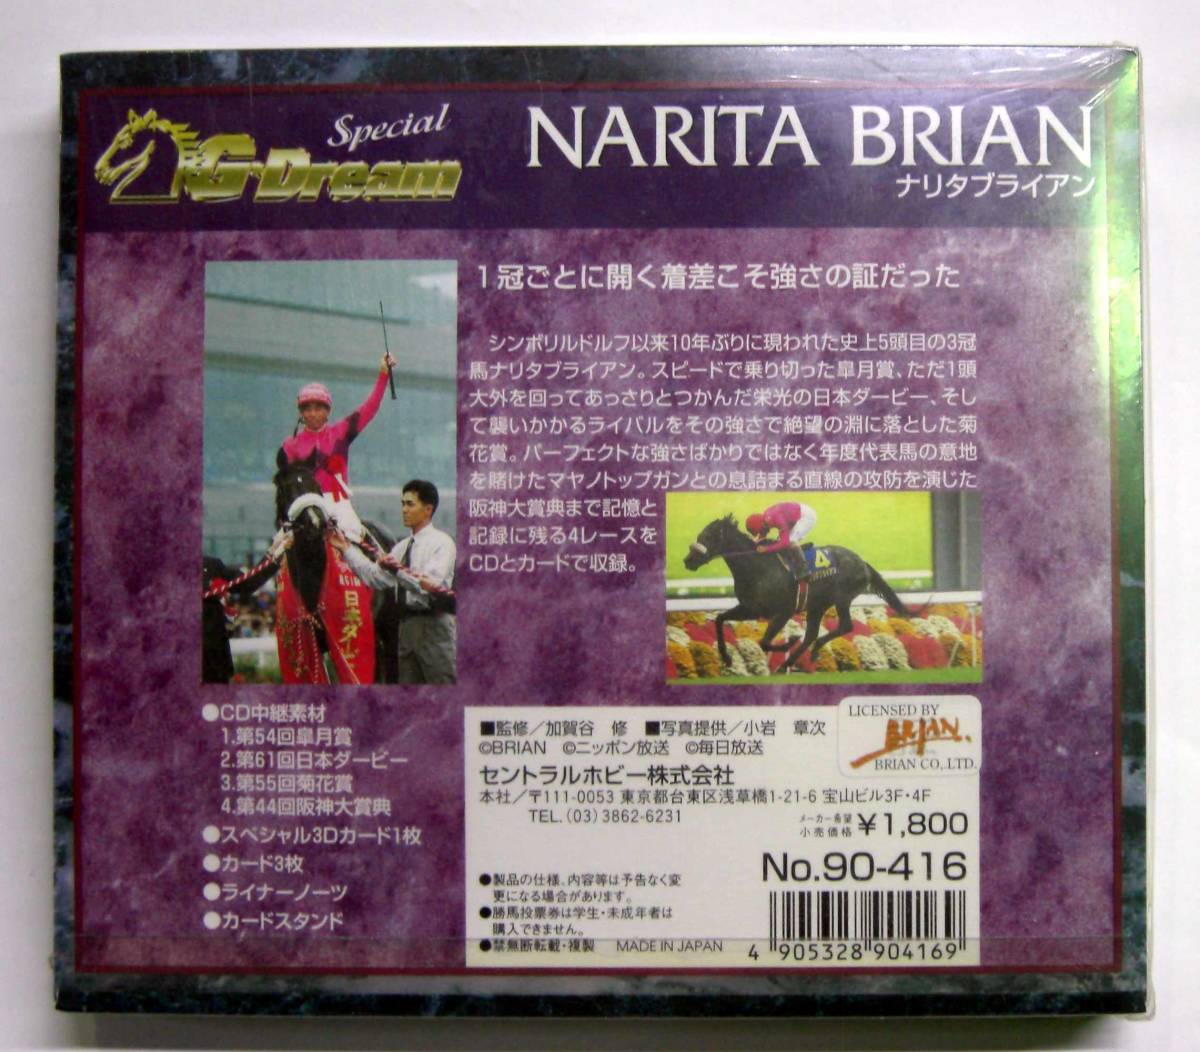 Special
G-Dream
NARITA BRIAN
ナリタブライアン
1冠ごとに開く着差こそ強さの証だった
シンボリルドルフ以来10年ぶりに現われた史上5頭目の3冠
馬ナリタブライアン。スピードで乗り切った皐月賞、ただ1頭
大外を回ってあっさりとつかんだ栄光の日本ダービー、そし
て襲いかかるライバルをその強さで絶望の淵に落とした菊
花賞。パーフェクトな強さばかりではなく年度代表馬の意地
を賭けたマヤノトップガンとの息詰まる直線の攻防を演じた
阪神大賞典まで記憶と
記録に残る4レースを
CDとカードで収録。
日本ダービ
4
●CD中継素材
1.第54回皐月賞
2.第61回日本ダービー
3.第55回菊花賞
4.第44回阪神大賞典
●スペシャル3Dカード1枚
●カード3枚
●ライナーノーツ
●カードスタンド
■監修/加賀谷 修 ■写真提供/小岩 章次
©BRIAN ©ニッポン放送 ©毎日放送
セントラルホビー株式会社
本社/〒111-0053 東京都台東区浅草橋1-21-6 宝山ビル3F・4F
TEL.(03)3862-6231
LICENSED BY
BRIAN.
BRIAN CO., LTD.
メーカー希望
小売価格 ¥1,800
No.90-416
●製品の仕様、内容等は予告なく変
更になる場合があります。
●勝馬投票券は学生・未成年者は
購入できません。
●禁無断転載・複製 MADE IN JAPAN
4 905328 904169